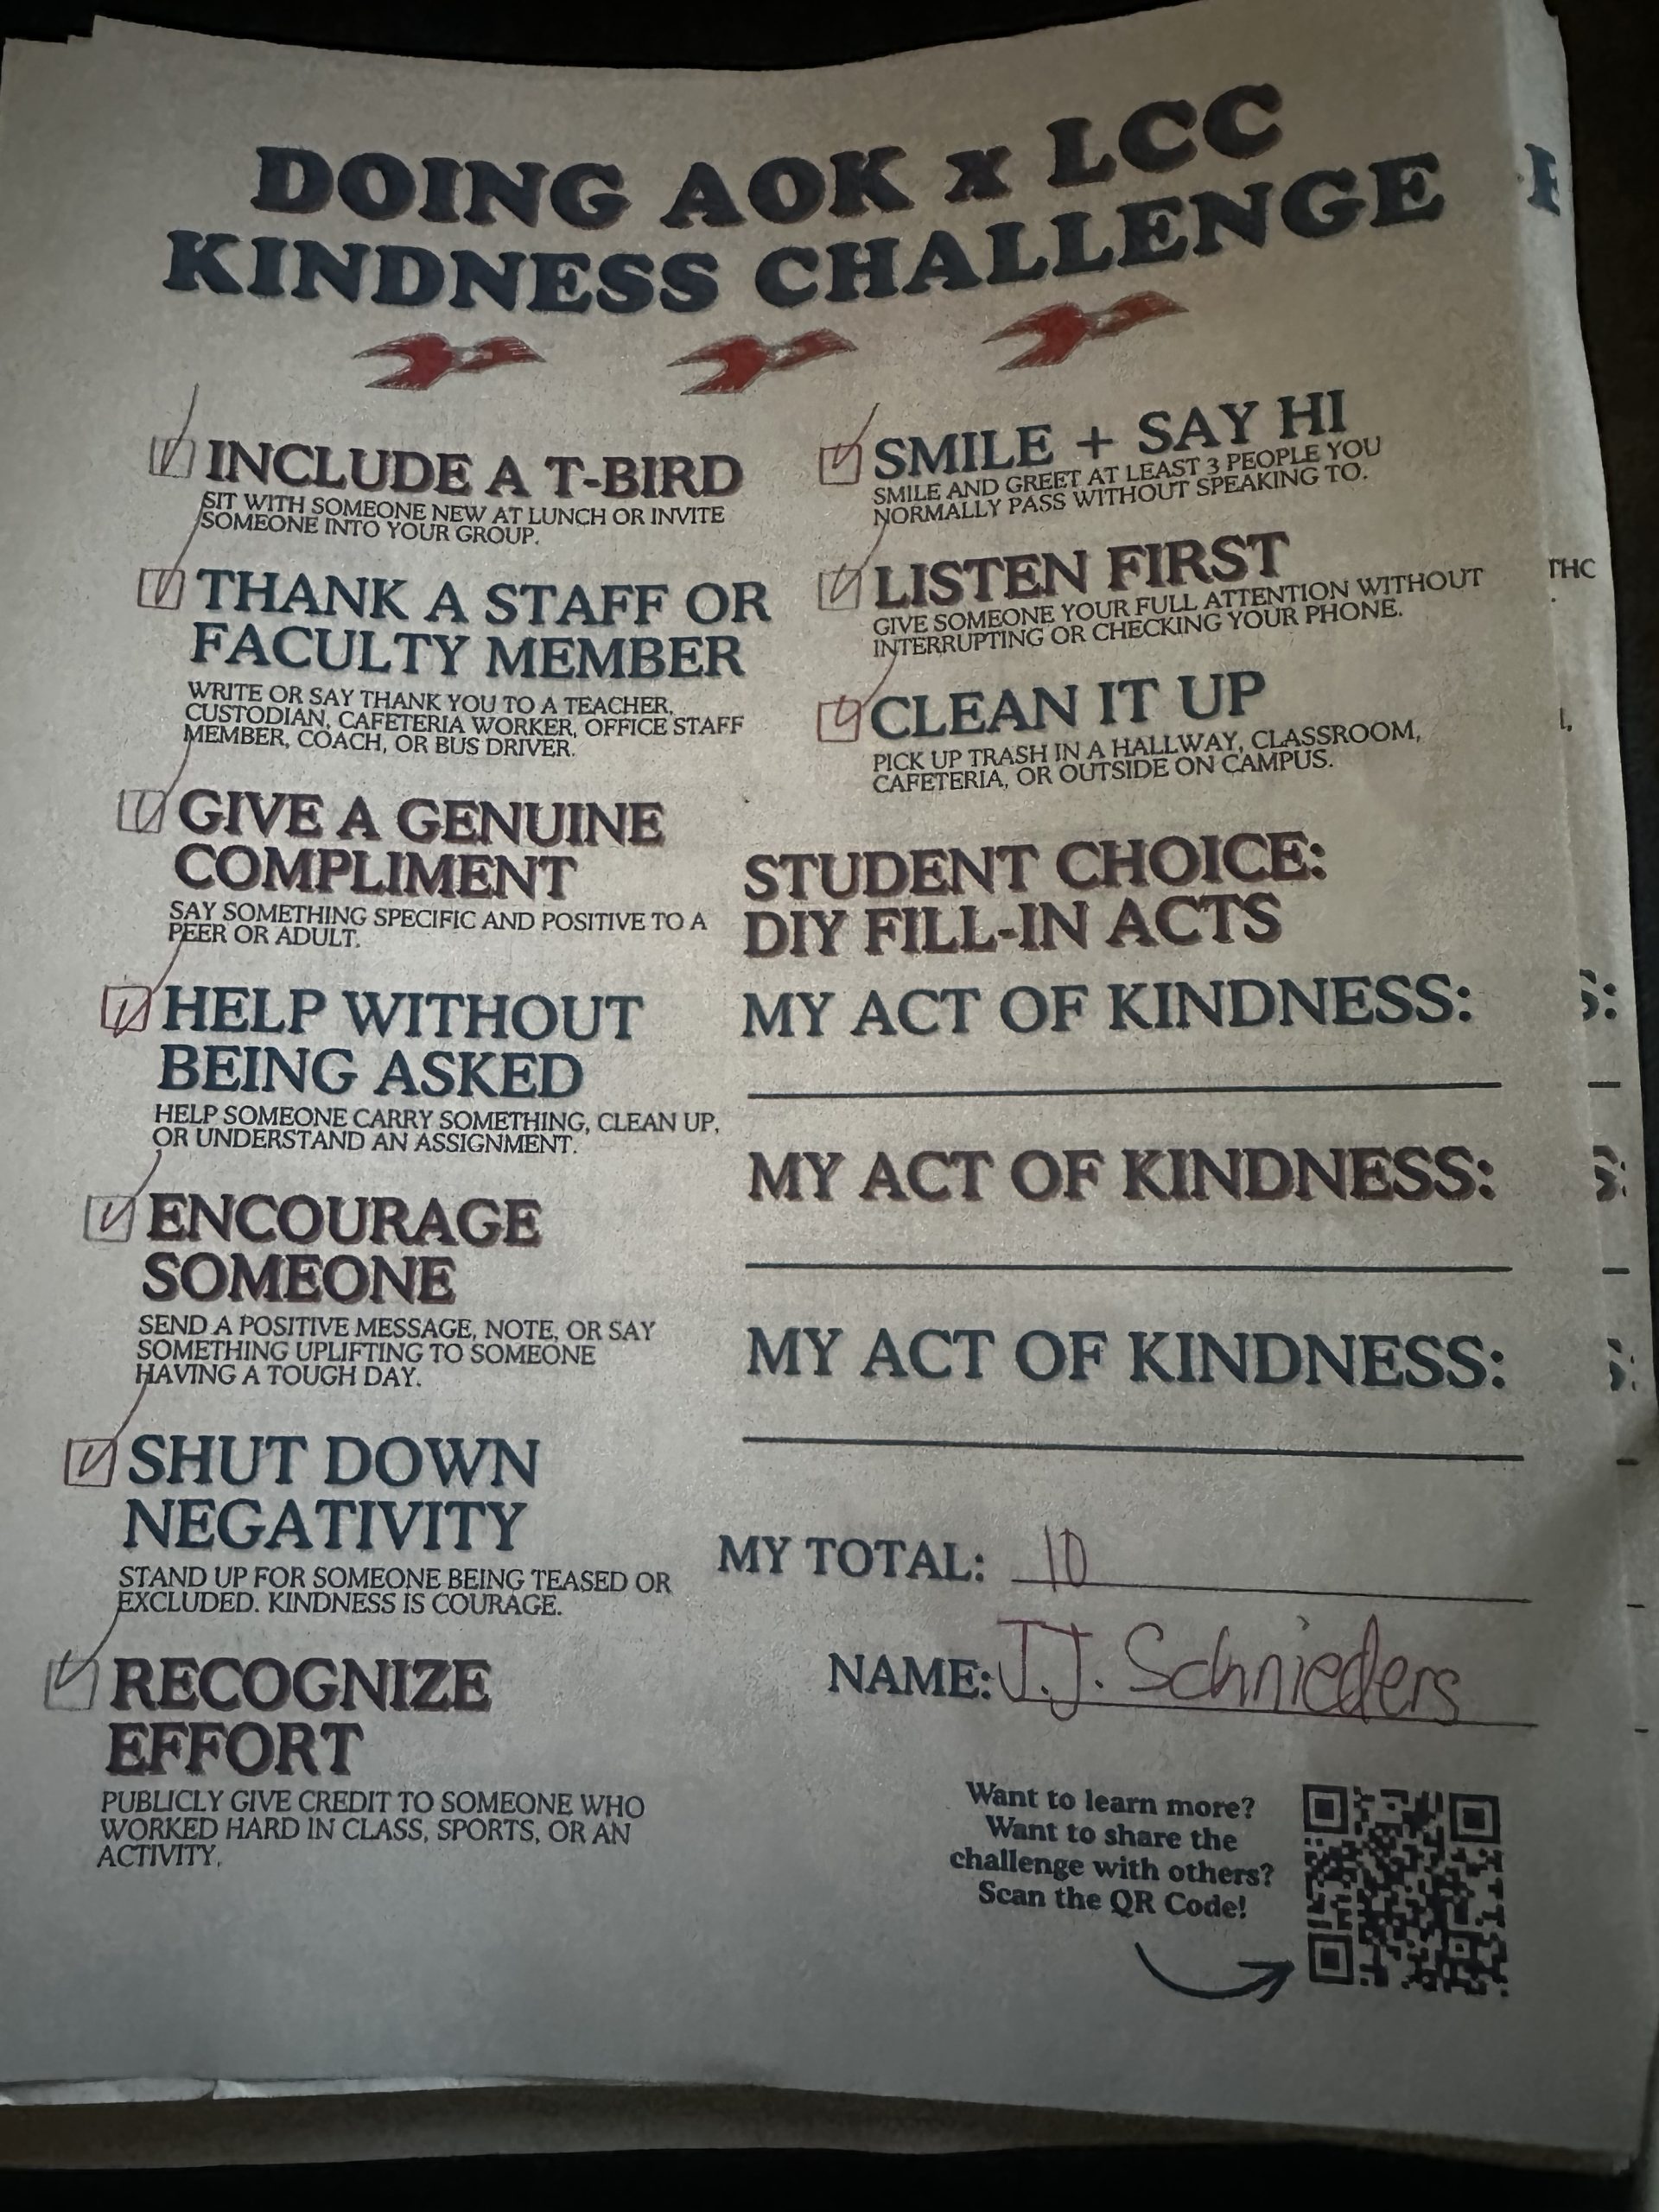 DOING AOK x LCC
KINDNESS CHALLENGE
INCLUDE A T-BIRD
SIT WITH SOMEONE NEW AT LUNCH OR INVITE
SOMEONE INTO YOUR GROUP.
THANK A STAFF OR
FACULTY MEMBER
WRITE OR SAY THANK YOU TO A TEACHER,
CUSTODIAN, CAFETERIA WORKER, OFFICE STAFF
MEMBER, COACH, OR BUS DRIVER.
GIVE A GENUINE
COMPLIMENT
SAY SOMETHING SPECIFIC AND POSITIVE TO A
PEER OR ADULT.
HELP WITHOUT
BEING ASKED
HELP SOMEONE CARRY SOMETHING, CLEAN UP,
OR UNDERSTAND AN ASSIGNMENT.
ENCOURAGE
SOMEONE
SEND A POSITIVE MESSAGE, NOTE, OR SAY
SOMETHING UPLIFTING TO SOMEONE
HAVING A TOUGH DAY.
SHUT DOWN
NEGATIVITY
STAND UP FOR SOMEONE BEING TEASED OR
EXCLUDED. KINDNESS IS COURAGE.
RECOGNIZE
EFFORT
PUBLICLY GIVE CREDIT TO SOMEONE WHO
WORKED HARD IN CLASS, SPORTS, OR AN
ACTIVITY.
SMILE + SAY HI
SMILE AND GREET AT LEAST 3 PEOPLE YOU
NORMALLY PASS WITHOUT SPEAKING TO.
LISTEN FIRST
GIVE SOMEONE YOUR FULL ATTENTION WITHOUT
INTERRUPTING OR CHECKING YOUR PHONE.
CLEAN IT UP
PICK UP TRASH IN A HALLWAY, CLASSROOM,
CAFETERIA, OR OUTSIDE ON CAMPUS.
STUDENT CHOICE:
DIY FILL-IN ACTS
MY ACT OF KINDNESS:
MY ACT OF KINDNESS:
MY ACT OF KINDNESS:
MY TOTAL: 10
NAME: J.J. Schnieders
Want to learn more?
Want to share the
challenge with others?
Scan the QR Code!